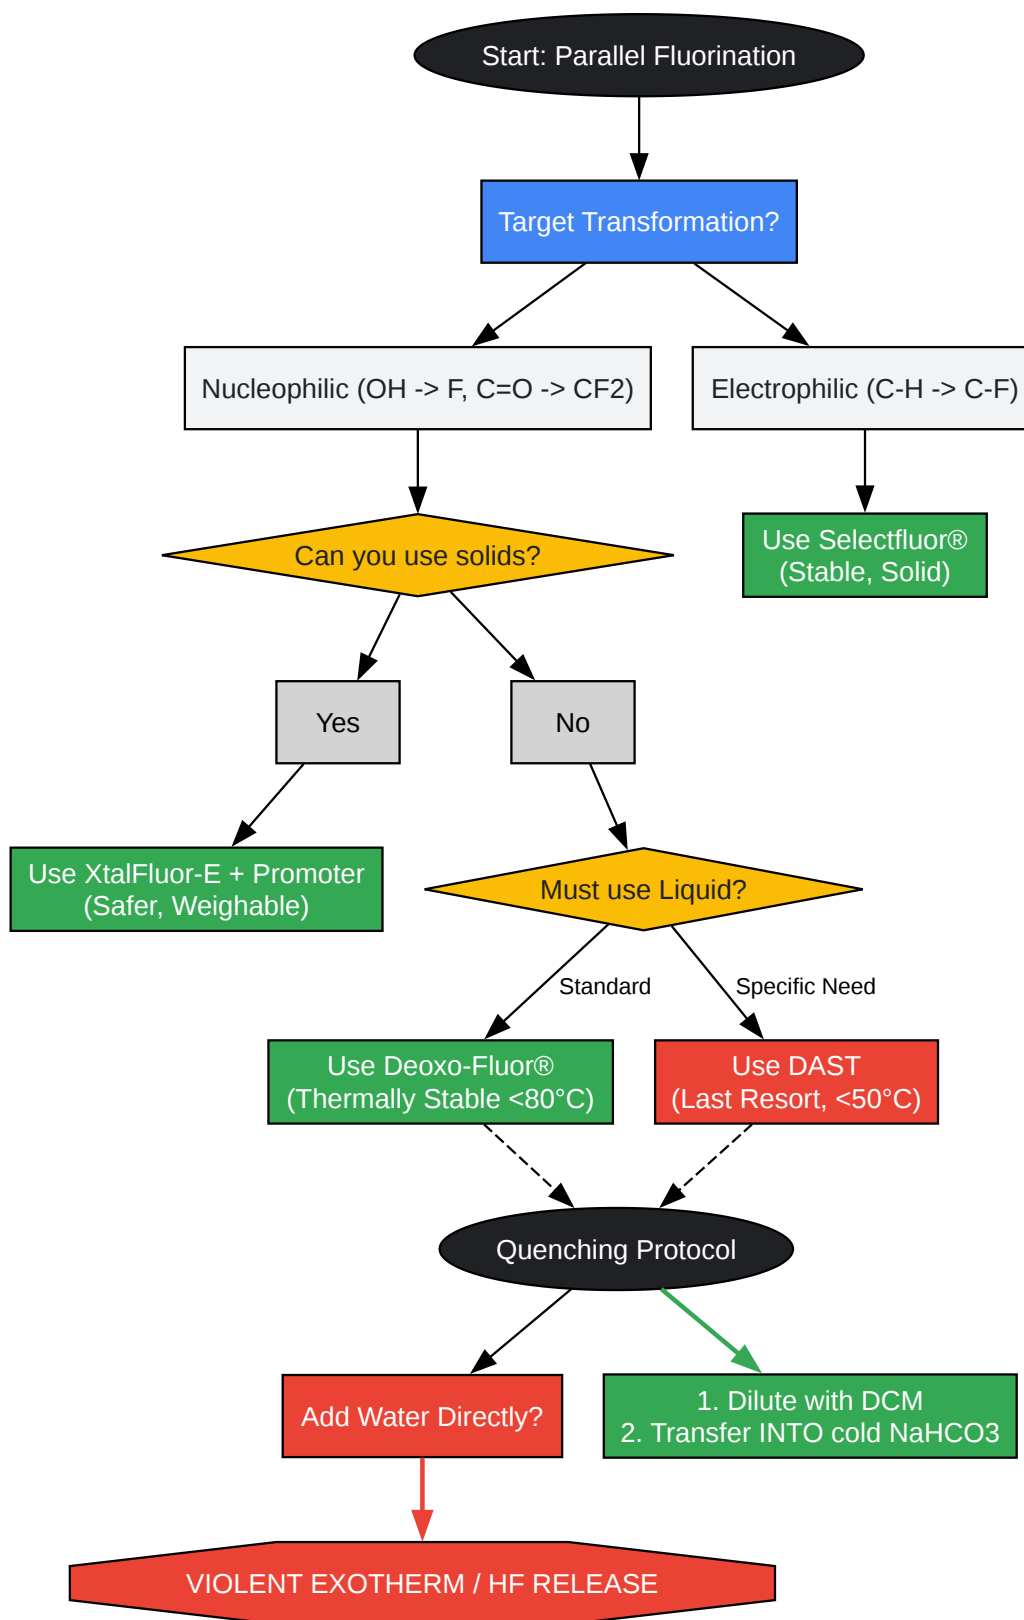 Start: Parallel Fluorination
Target Transformation?
Nucleophilic (OH -> F, C=O -> CF2)
Electrophilic (C-H -> C-F)
Can you use solids?
Use Selectfluor®
(Stable, Solid)
Yes
No
Use XtalFluor-E + Promoter
(Safer, Weighable)
Must use Liquid?
Standard
Specific Need
Use Deoxo-Fluor®
(Thermally Stable <80°C)
Use DAST
(Last Resort, <50°C)
Quenching Protocol
Add Water Directly?
1. Dilute with DCM
2. Transfer INTO cold NaHCO3
VIOLENT EXOTHERM / HF RELEASE